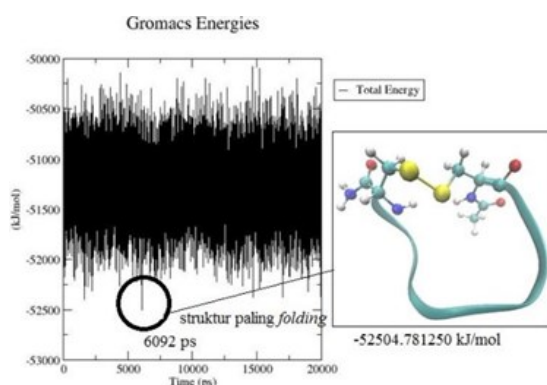 Gromacs Energies
-50000
-50500
-51000
-51500
-52000
-52500
-53000
(kJ/mol)
0
5000
10000
15000
20000
Time (ps)
Total Energy
struktur paling folding
6092 ps
-52504.781250 kJ/mol